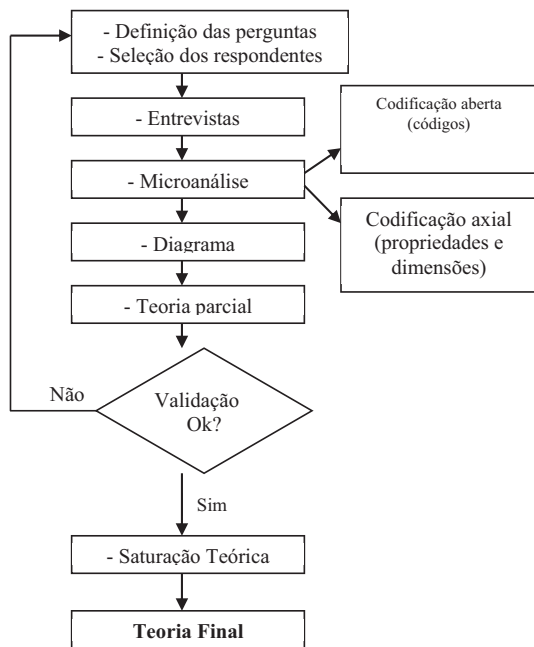 - Definição das perguntas
- Seleção dos respondentes
- Entrevistas
Codificação aberta
(códigos)
- Microanálise
Codificação axial
(propriedades e
dimensões)
- Diagrama
- Teoria parcial
Não
Validação
Ok?
Sim
- Saturação Teórica
Teoria Final